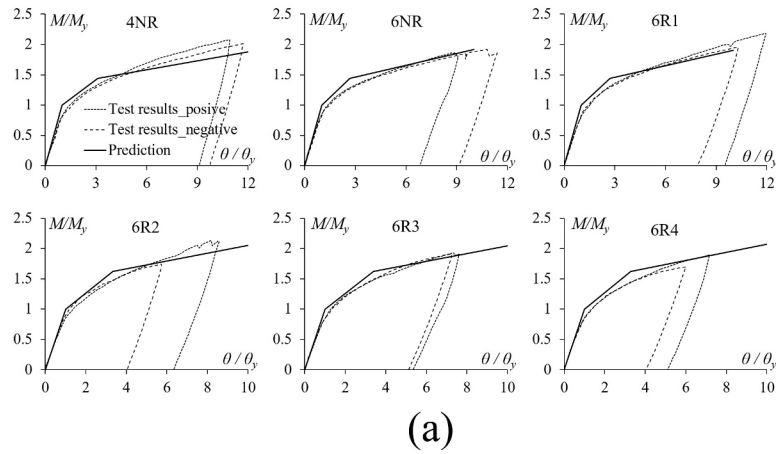 M/My 4NR
2.5
2
1.5
1
0.5
0
Test results_posive
Test results_negative
Prediction
θ / θy
0 3 6 9 12
M/My 6NR
2.5
2
1.5
1
0.5
0
θ / θy
0 3 6 9 12
M/My 6R1
2.5
2
1.5
1
0.5
0
θ / θy
0 3 6 9 12
M/My 6R2
2.5
2
1.5
1
0.5
0
θ / θy
0 2 4 6 8 10
M/My 6R3
2.5
2
1.5
1
0.5
0
θ / θy
0 2 4 6 8 10
M/My 6R4
2.5
2
1.5
1
0.5
0
θ / θy
0 2 4 6 8 10
(a)